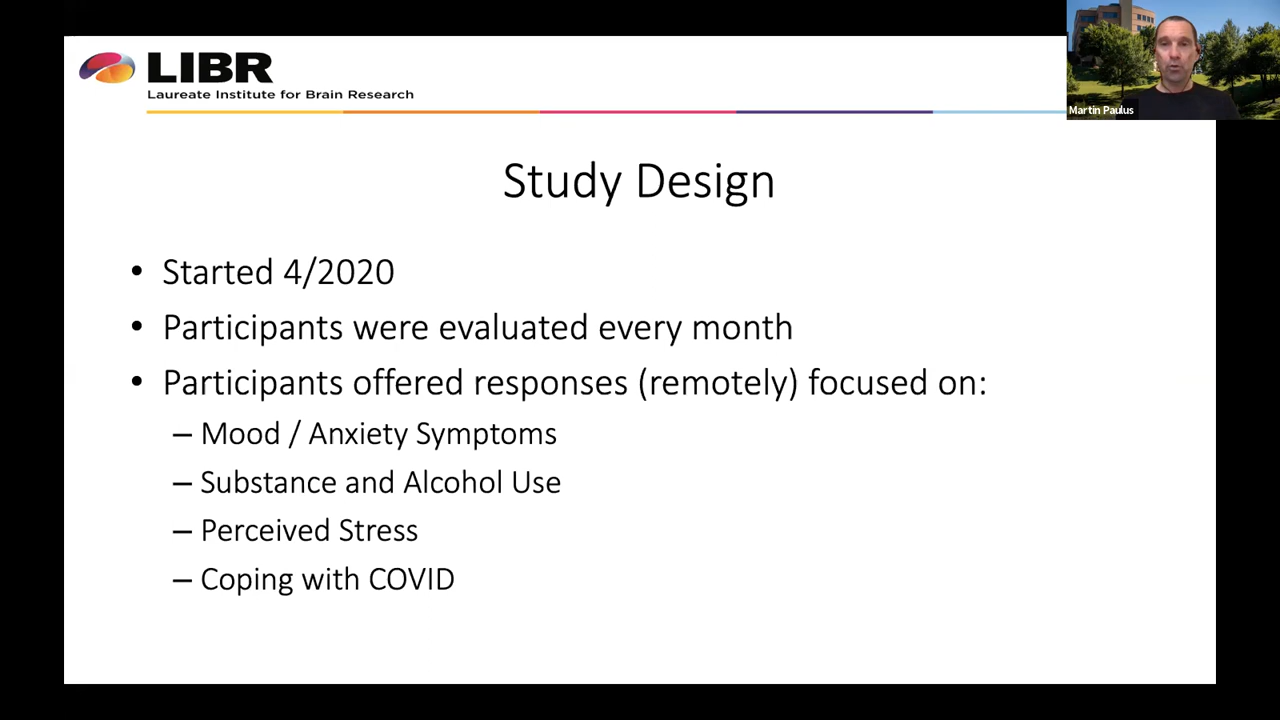 LIBR
Laureate Institute for Brain Research
Martin Paulus
Study Design
• Started 4/2020
• Participants were evaluated every month
• Participants offered responses (remotely) focused on:
– Mood / Anxiety Symptoms
– Substance and Alcohol Use
– Perceived Stress
– Coping with COVID